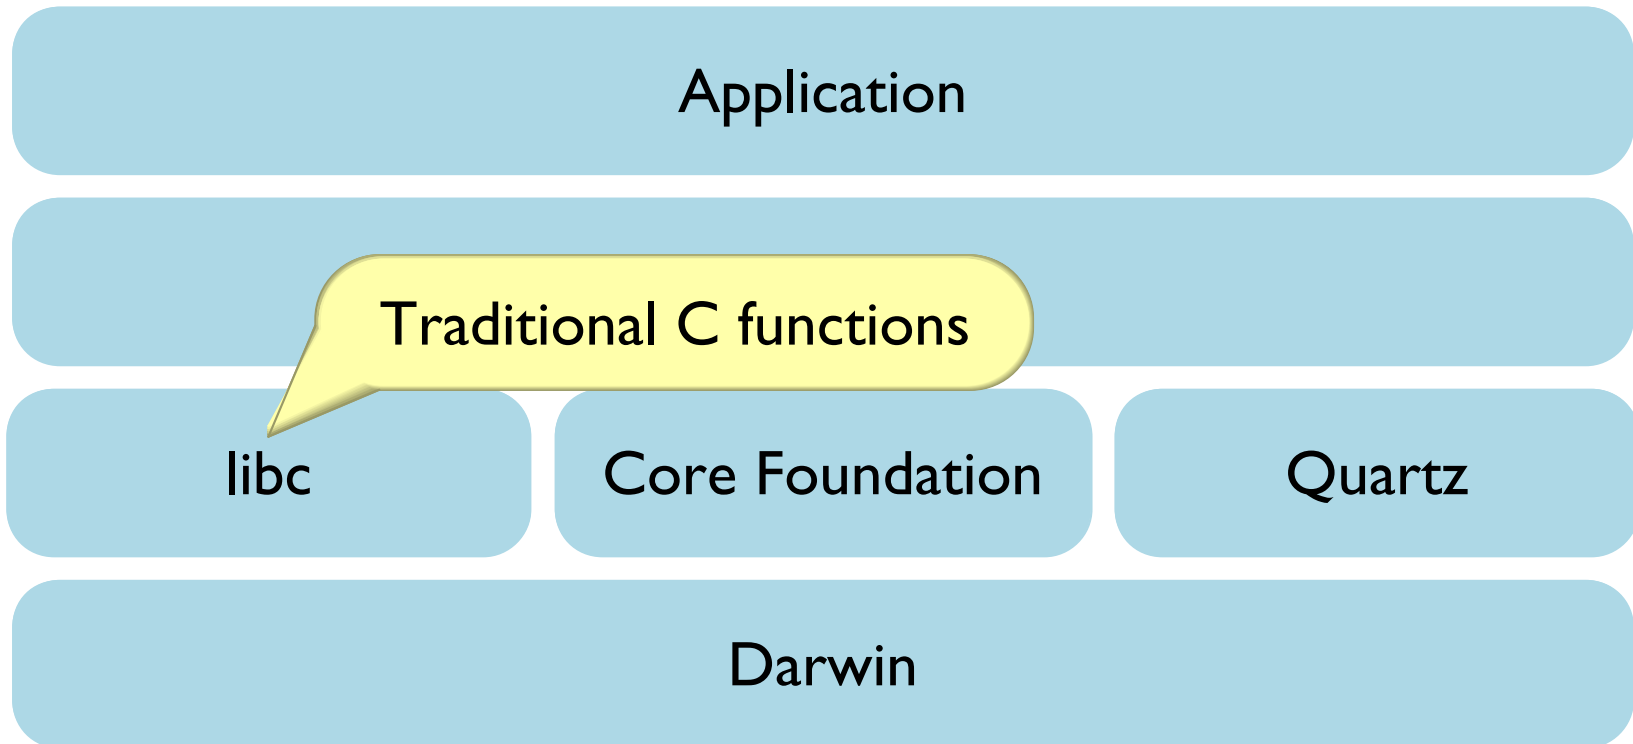 Application
Traditional C functions
libc
Core Foundation
Quartz
Darwin